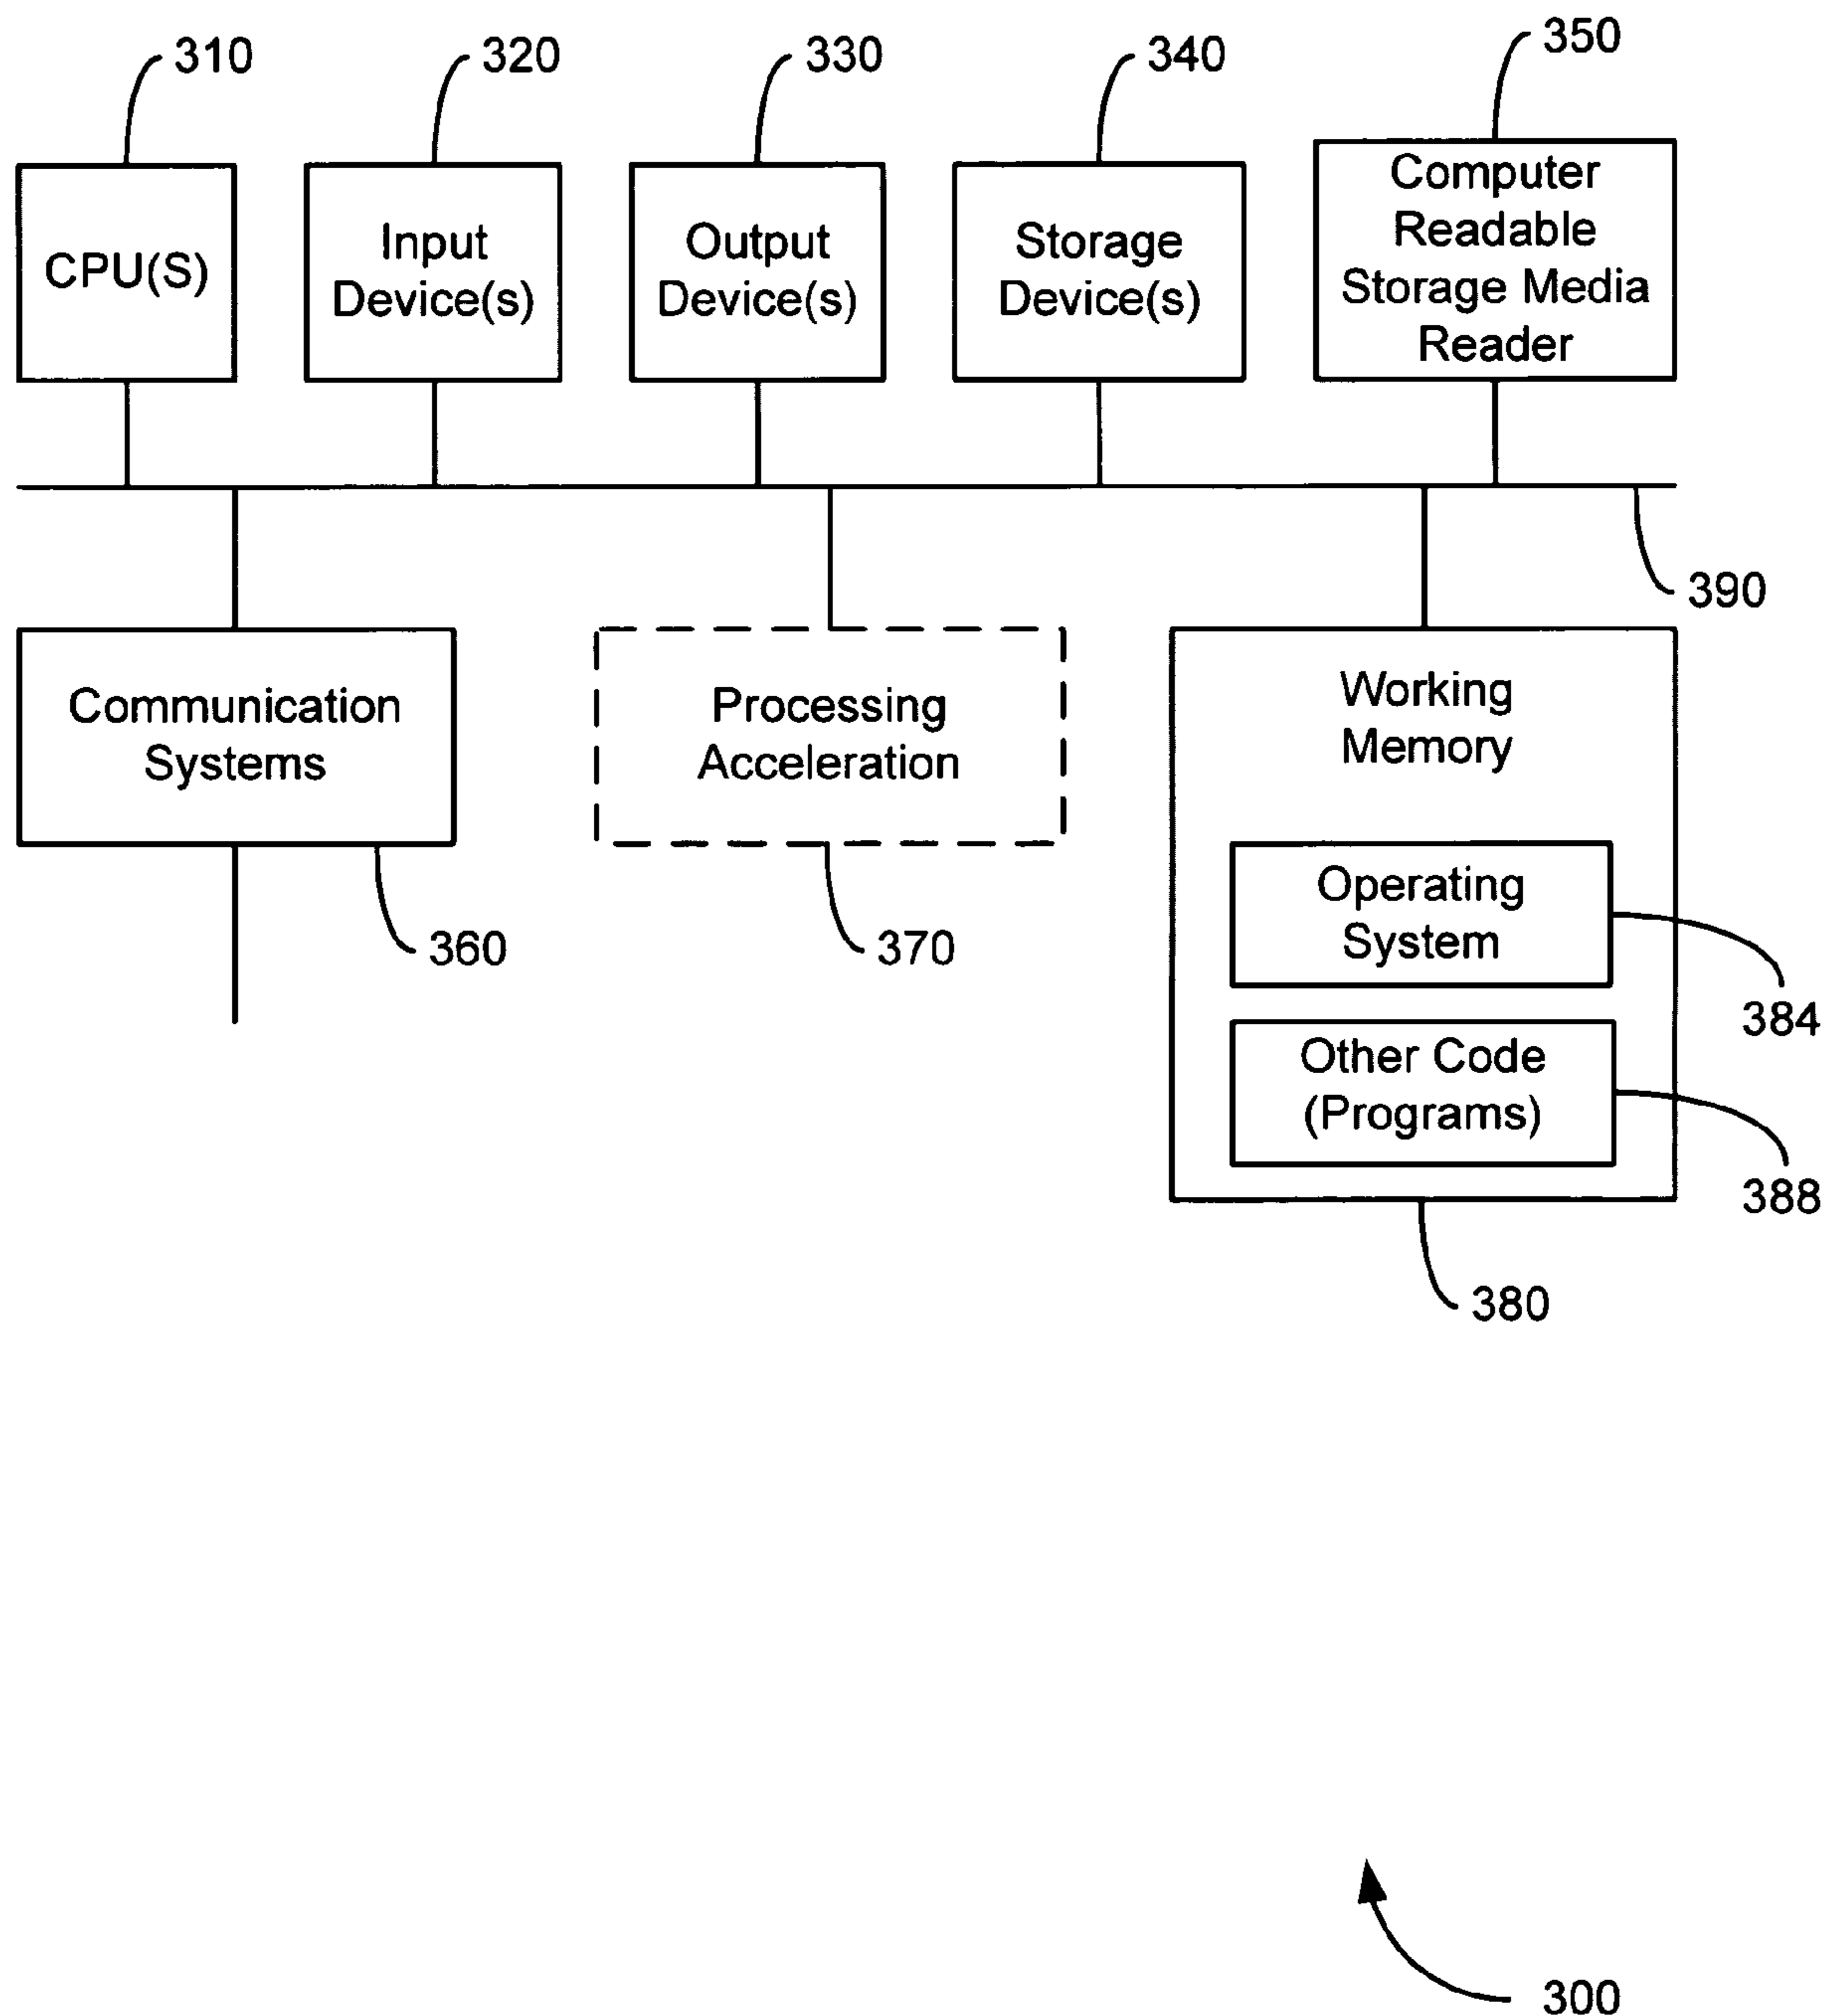 310
320
330
340
350
CPU(S)
Input
Device(s)
Output
Device(s)
Storage
Device(s)
Computer
Readable
Storage Media
Reader
390
Communication
Systems
360
Processing
Acceleration
370
Working
Memory
Operating
System
384
Other Code
(Programs)
388
380
300